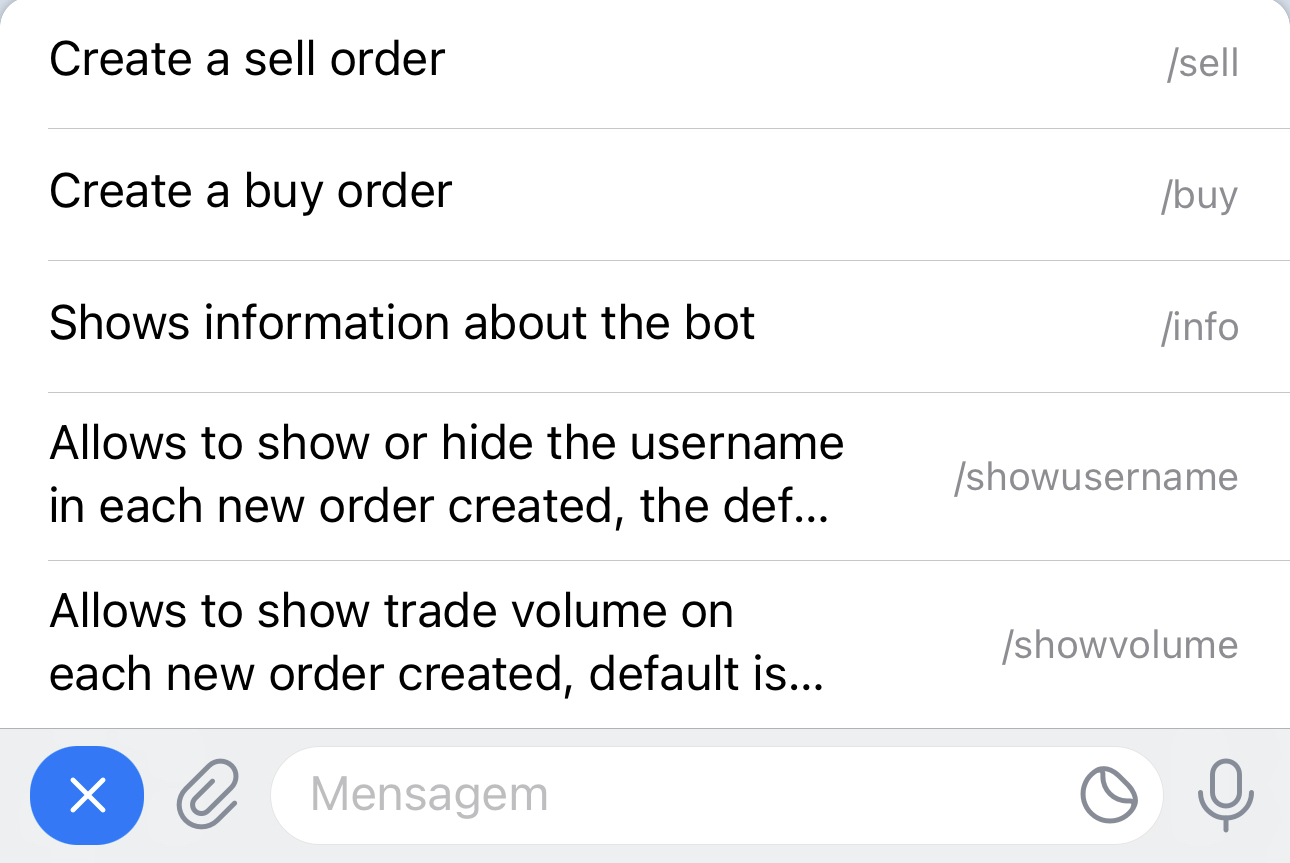 Create a sell order
/sell
Create a buy order
/buy
Shows information about the bot
/info
Allows to show or hide the username
in each new order created, the def...
/showusername
Allows to show trade volume on
each new order created, default is...
/showvolume
Mensagem